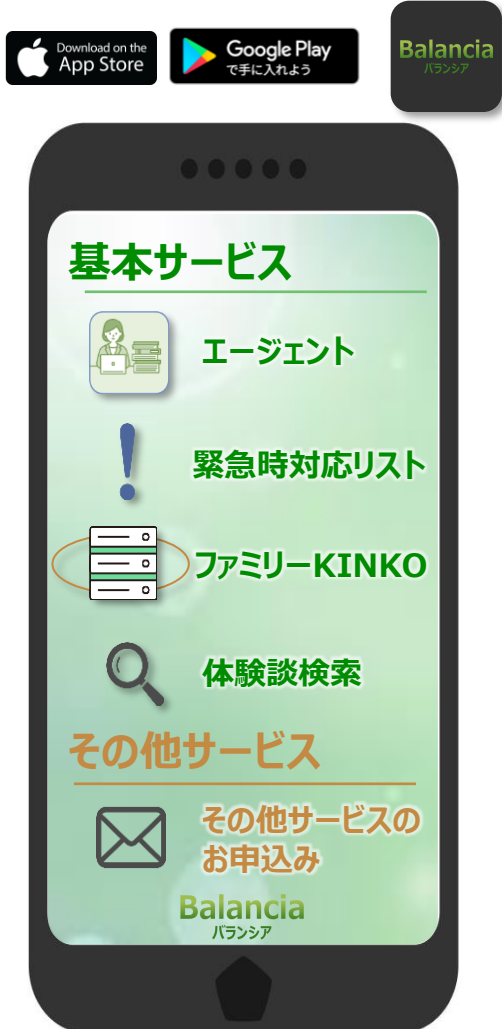 Download on the
App Store
Google Play
で手に入れよう
Balancia
バランシア
基本サービス
エージェント
緊急時対応リスト
ファミリーKINKO
体験談検索
その他サービス
その他サービスの
お申込み
Balancia
バランシア